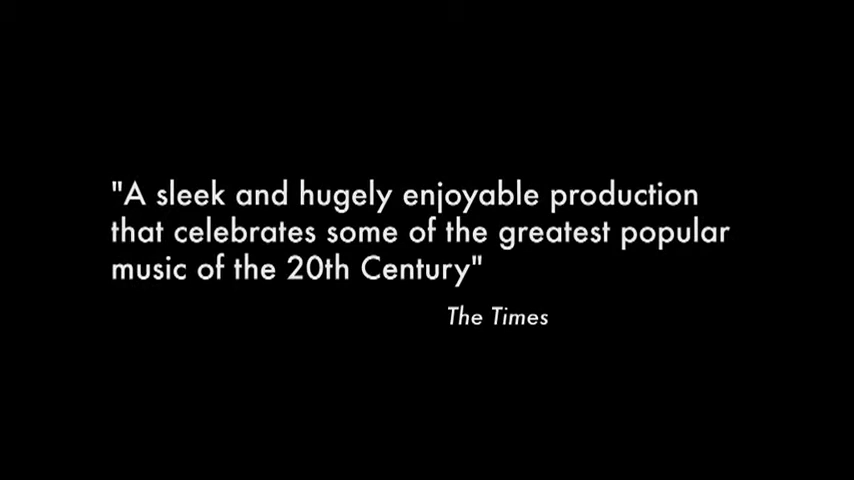 "A sleek and hugely enjoyable production
that celebrates some of the greatest popular
music of the 20th Century"
The Times